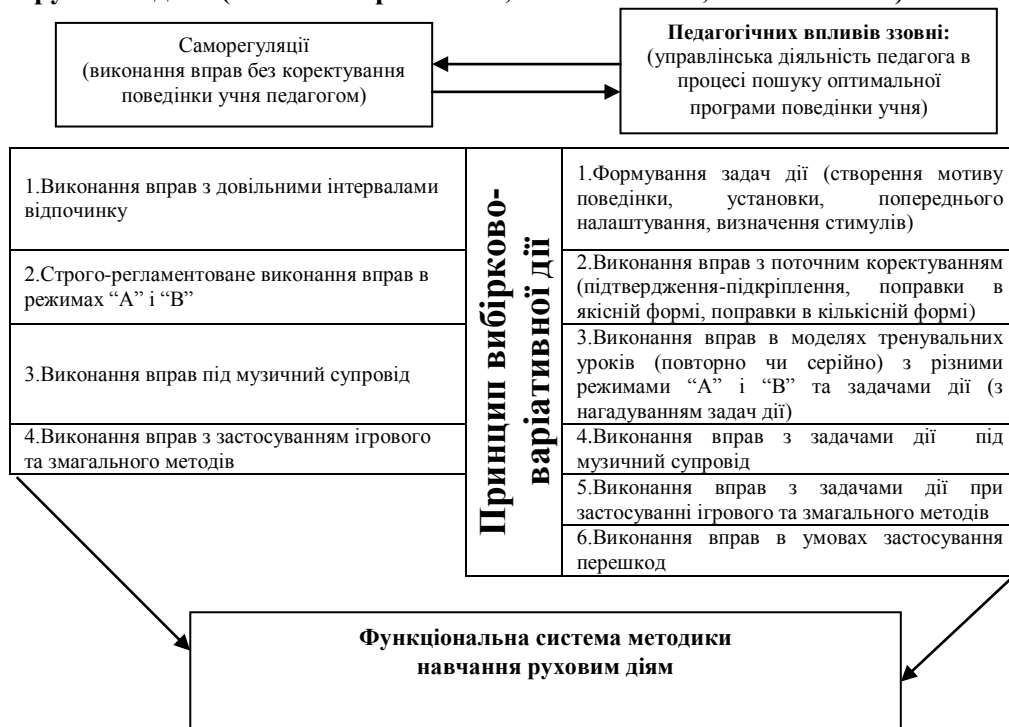 Саморегуляції
(виконання вправ без коректування
поведінки учня педагогом)
Педагогічних впливів ззовні:
(управлінська діяльність педагога в
процесі пошуку оптимальної
програми поведінки учня)
1.Виконання вправ з довільними інтервалами
відпочинку
2.Строго-регламентоване виконання вправ в
режимах “А” і “В”
3.Виконання вправ під музичний супровід
4.Виконання вправ з застосуванням ігрового
та змагального методів
Принцип вибірково-
варіативної дії
1.Формування задач дії (створення мотиву
поведінки, установки, попереднього
налаштування, визначення стимулів)
2.Виконання вправ з поточним коректуванням
(підтвердження-підкріплення, поправки в
якісній формі, поправки в кількісній формі)
3.Виконання вправ в моделях тренувальних
уроків (повторно чи серійно) з різними
режимами “А” і “В” та задачами дії (з
нагадуванням задач дії)
4.Виконання вправ з задачами дії під
музичний супровід
5.Виконання вправ з задачами дії при
застосуванні ігрового та змагального методів
6.Виконання вправ в умовах застосування
перешкод
Функціональна система методики
навчання руховим діям